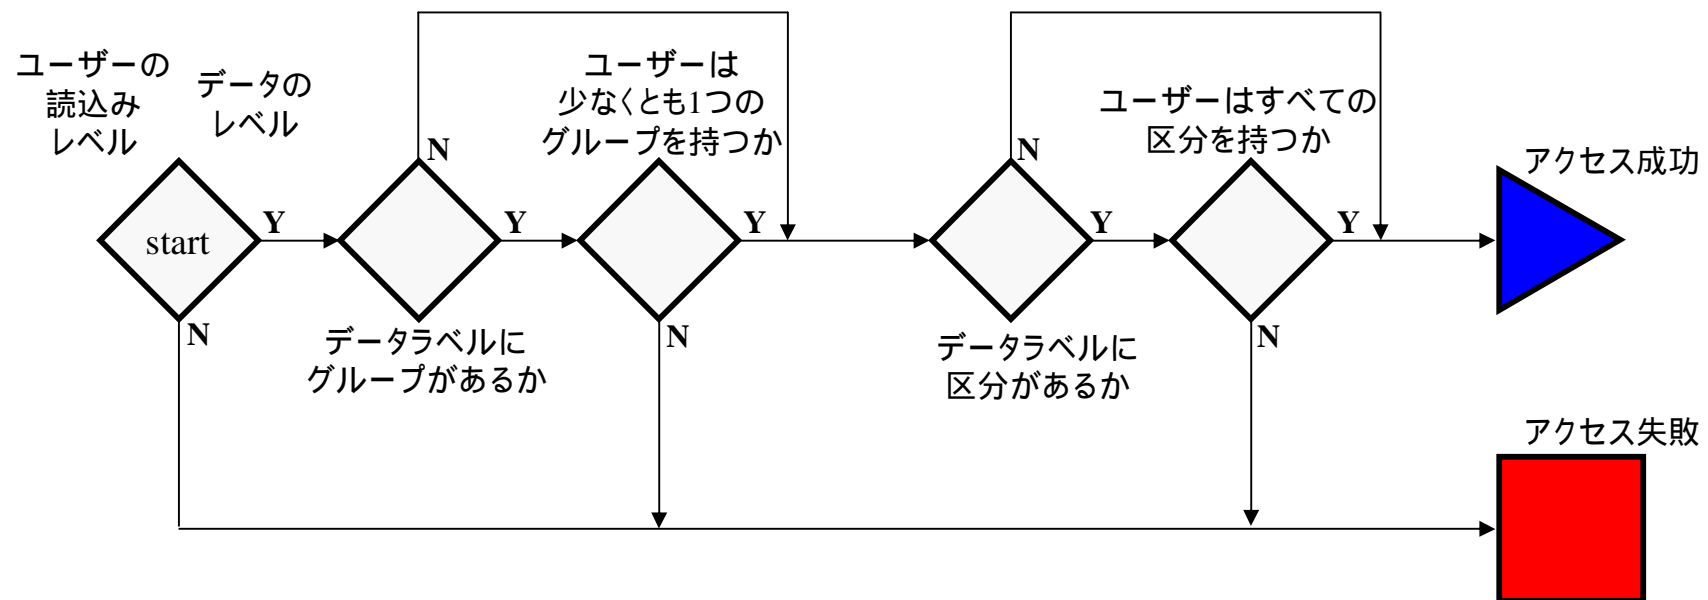 ユーザーの
読込み
レベル
データの
レベル
start
Y
N
N
Y
データラベルに
グループがあるか
ユーザーは
少なくとも1つの
グループを持つか
Y
N
N
Y
データラベルに
区分があるか
ユーザーはすべての
区分を持つか
Y
N
アクセス成功
アクセス失敗